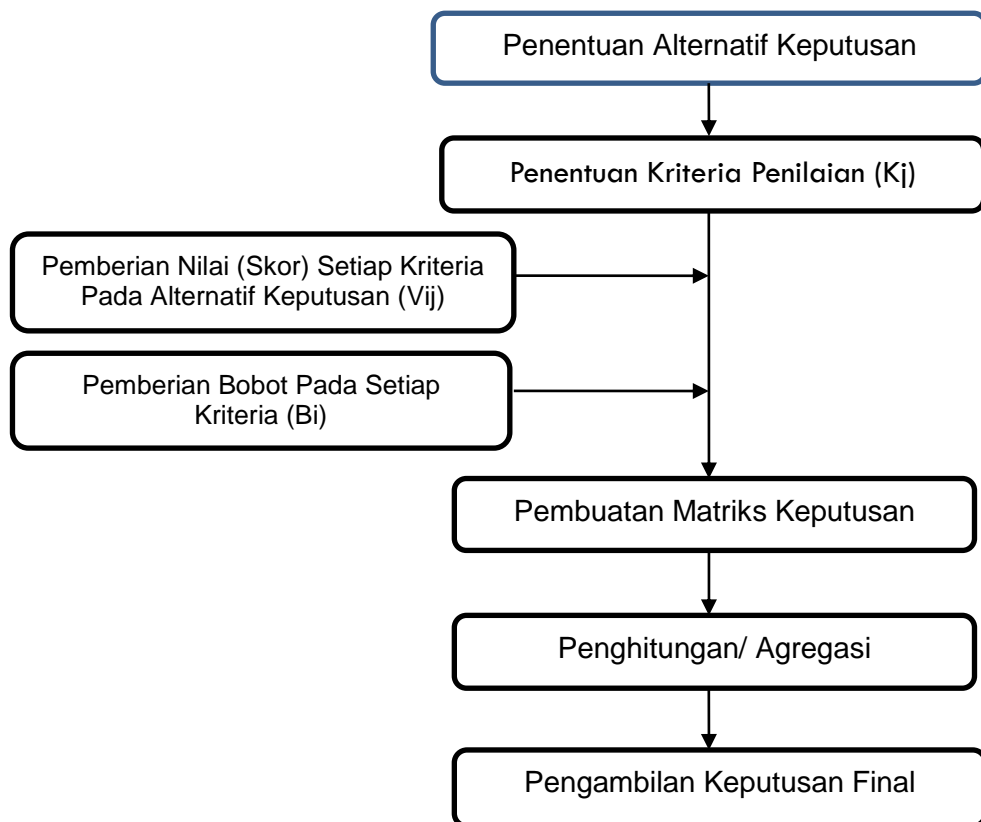 Penentuan Alternatif Keputusan
Penentuan Kriteria Penilaian (Kj)
Pemberian Nilai (Skor) Setiap Kriteria
Pada Alternatif Keputusan (Vij)
Pemberian Bobot Pada Setiap
Kriteria (Bi)
Pembuatan Matriks Keputusan
Penghitungan/ Agregasi
Pengambilan Keputusan Final